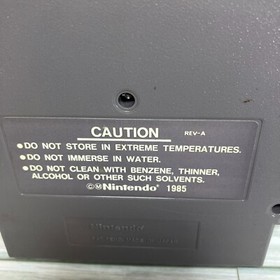 CAUTION REV-A
•DO NOT STORE IN EXTREME TEMPERATURES.
•DO NOT IMMERSE IN WATER.
•DO NOT CLEAN WITH BENZENE, THINNER,
ALCOHOL OR OTHER SUCH SOLVENTS.
©ⓂNintendo 1985
Nintendo